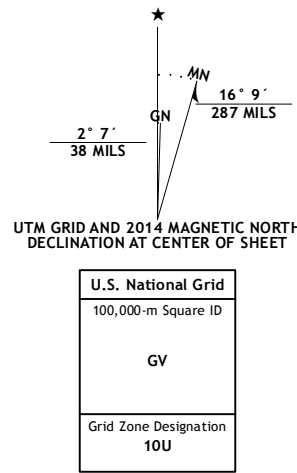 ★
MN
GN
16° 9´
287 MILS
2° 7´
38 MILS
UTM GRID AND 2014 MAGNETIC NORTH
DECLINATION AT CENTER OF SHEET
U.S. National Grid
100,000-m Square ID
GV
Grid Zone Designation
10U